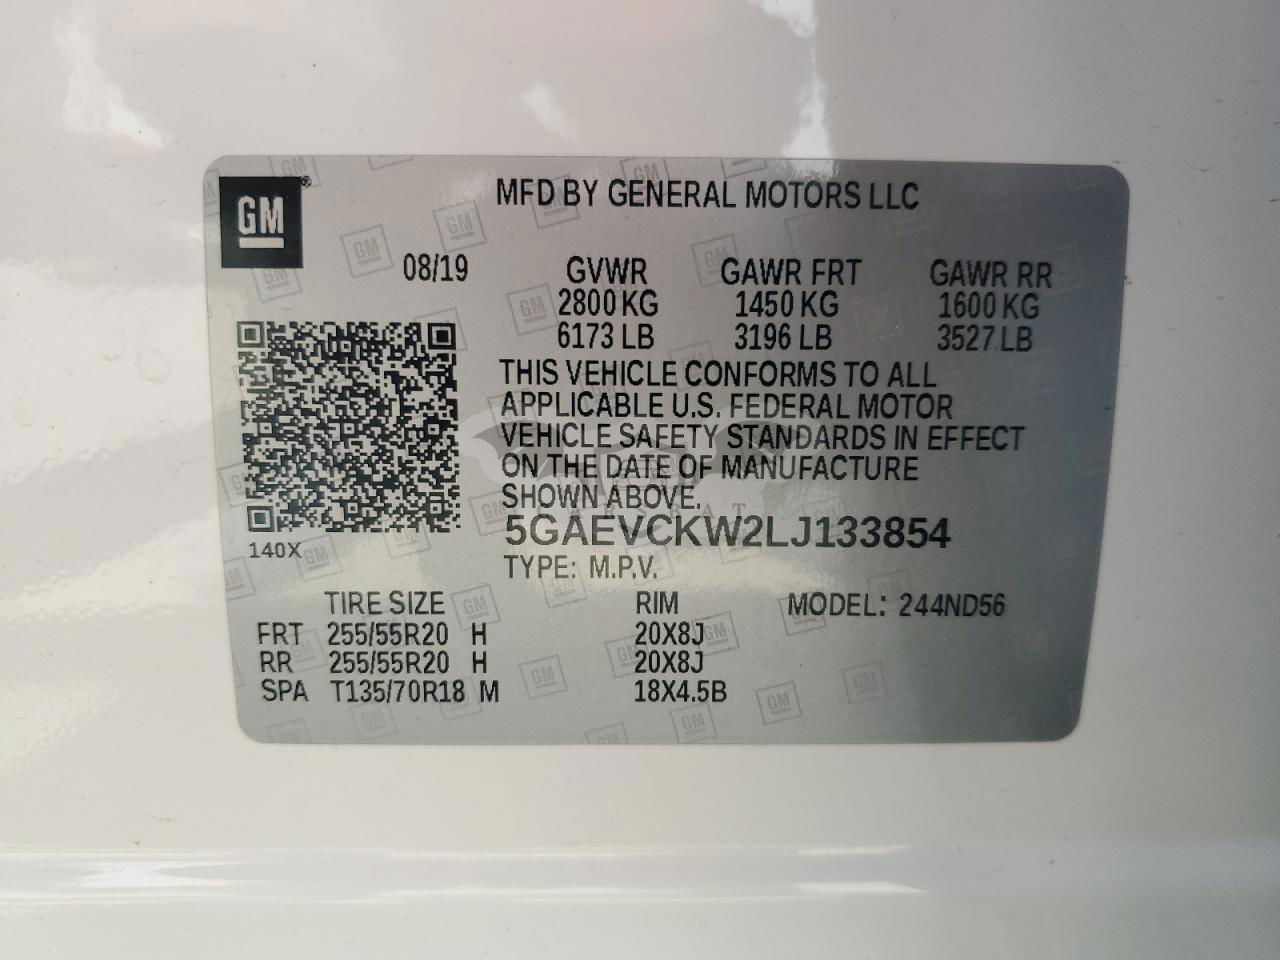 GM
MFD BY GENERAL MOTORS LLC
08/19 GVWR GAWR FRT GAWR RR
2800 KG 1450 KG 1600 KG
6173 LB 3196 LB 3527 LB
THIS VEHICLE CONFORMS TO ALL
APPLICABLE U.S. FEDERAL MOTOR
VEHICLE SAFETY STANDARDS IN EFFECT
ON THE DATE OF MANUFACTURE
SHOWN ABOVE.
5GAEVCKW2LJ133854
140X
TYPE: M.P.V.
TIRE SIZE RIM MODEL: 244ND56
FRT 255/55R20 H 20X8J
RR 255/55R20 H 20X8J
SPA T135/70R18 M 18X4.5B